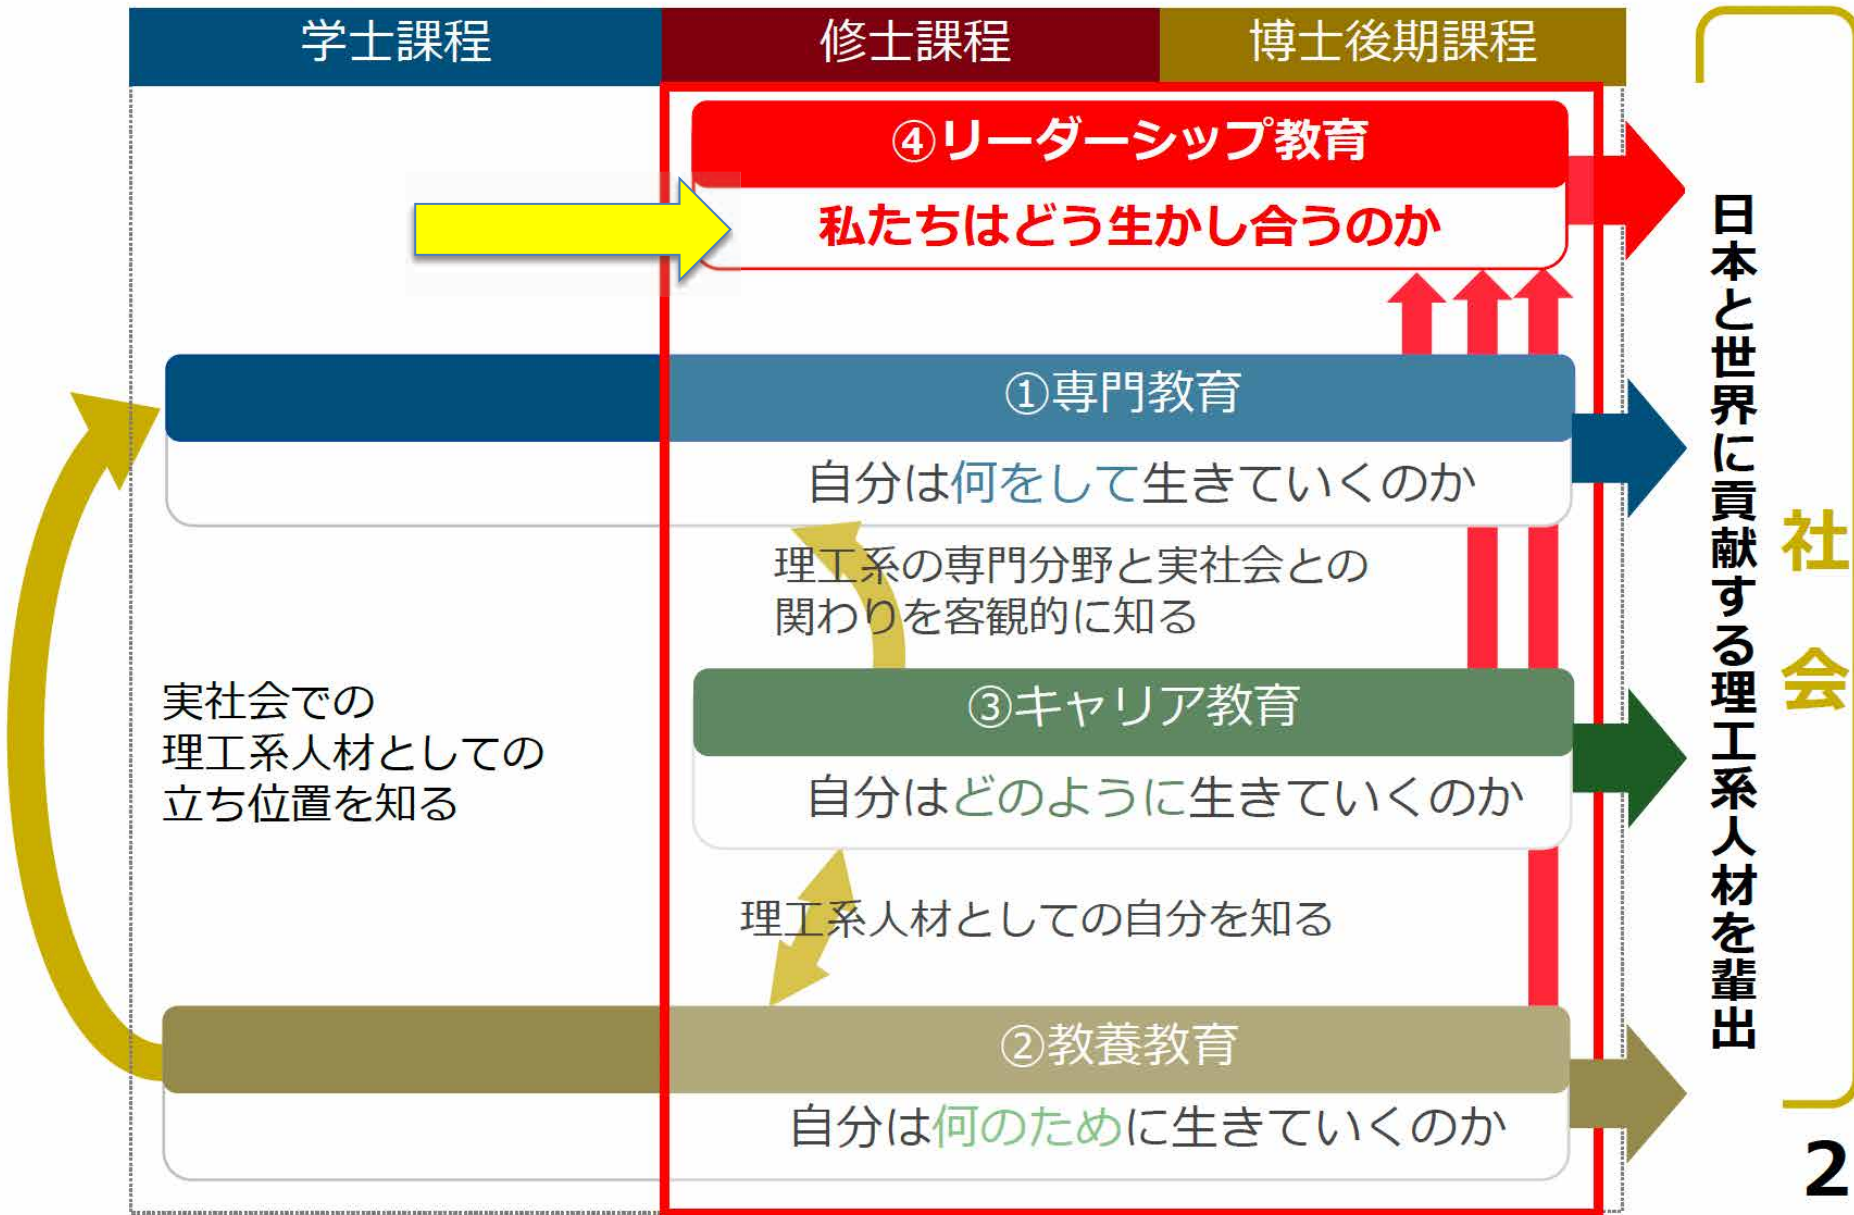 学士課程
修士課程
博士後期課程
④リーダーシップ教育
私たちはどう生かし合うのか
①専門教育
自分は何をして生きていくのか
理工系の専門分野と実社会との
関わりを客観的に知る
実社会での
理工系人材としての
立ち位置を知る
③キャリア教育
自分はどのように生きていくのか
理工系人材としての自分を知る
②教養教育
自分は何のために生きていくのか
日本と世界に貢献する理工系人材を輩出
社会
2